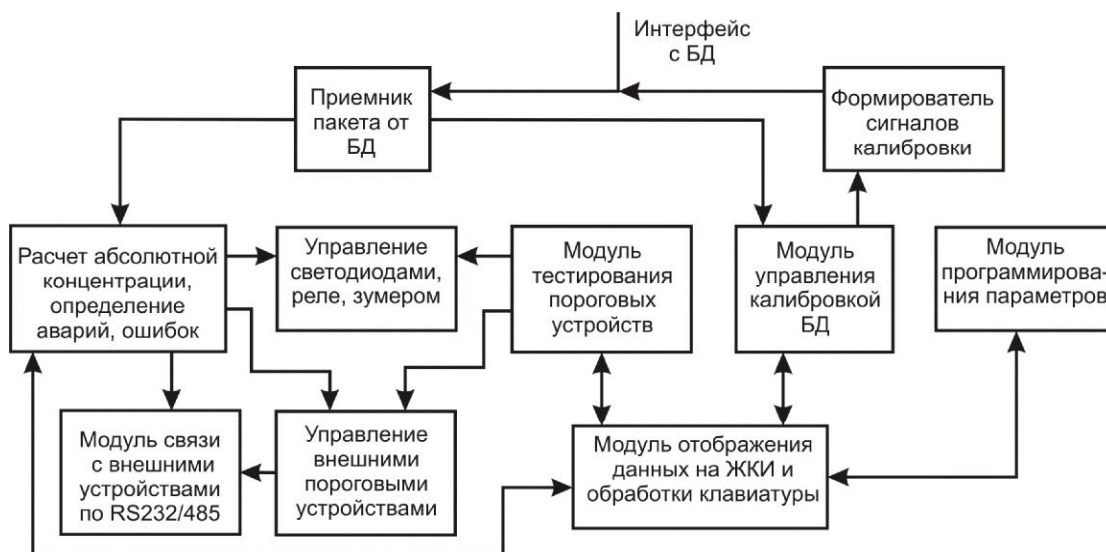 Интерфейс
с БД
Приемник
пакета от
БД
Формирователь
сигналов
калибровки
Расчет абсолютной
концентрации,
определение
аварий, ошибок
Управление
светодиодами,
реле, зумером
Модуль
тестирования
пороговых
устройств
Модуль
управления
калибровкой
БД
Модуль
программирова-
ния параметров
Модуль связи
с внешними
устройствами
по RS232/485
Управление
внешними
пороговыми
устройствами
Модуль отображения
данных на ЖКИ и
обработки клавиатуры